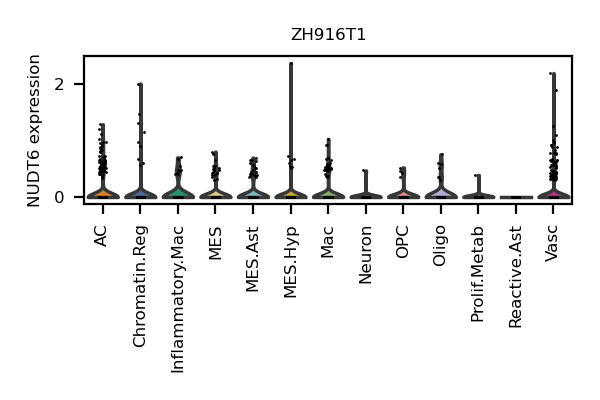 ZH916T1
NUDT6 expression
2
0
AC
Chromatin.Reg
Inflammatory.Mac
MES
MES.Ast
MES.Hyp
Mac
Neuron
OPC
Oligo
Prolif.Metab
Reactive.Ast
Vasc